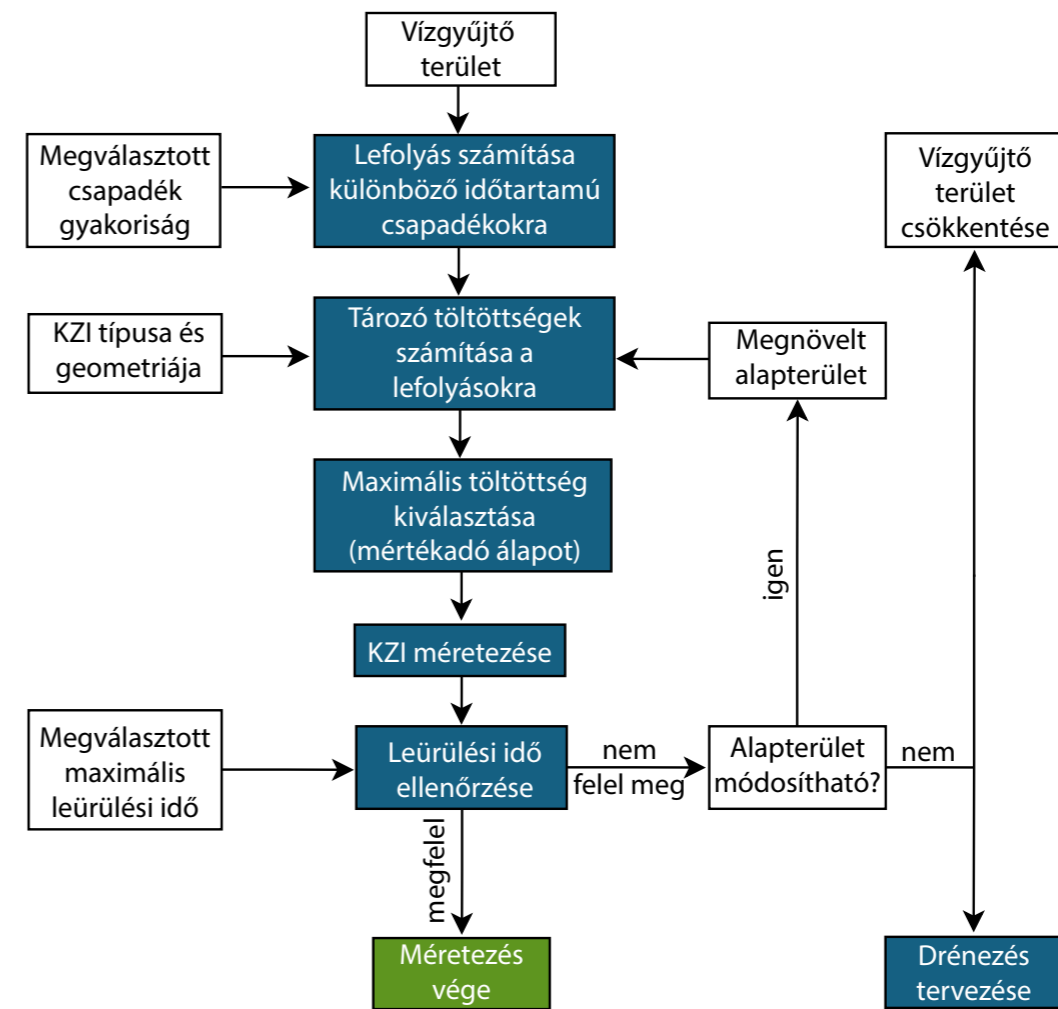 Vízgyűjtő
terület
Megválasztott
csapadék
gyakoriság
Lefolyás számítása
különböző időtartamú
csapadékokra
Vízgyűjtő
terület
csökkentése
KZI típusa és
geometriája
Tározó töltöttségek
számítása a
lefolyásokra
Megnövelt
alapterület
Maximális töltöttség
kiválasztása
(mértékadó álapot)
igen
KZI méretezése
Megválasztott
maximális
leürülési idő
Leürülési idő
ellenőrzése
nem
felel meg
Alapterület
módosítható?
nem
megfelel
Méretezés
vége
Drénezés
tervezése